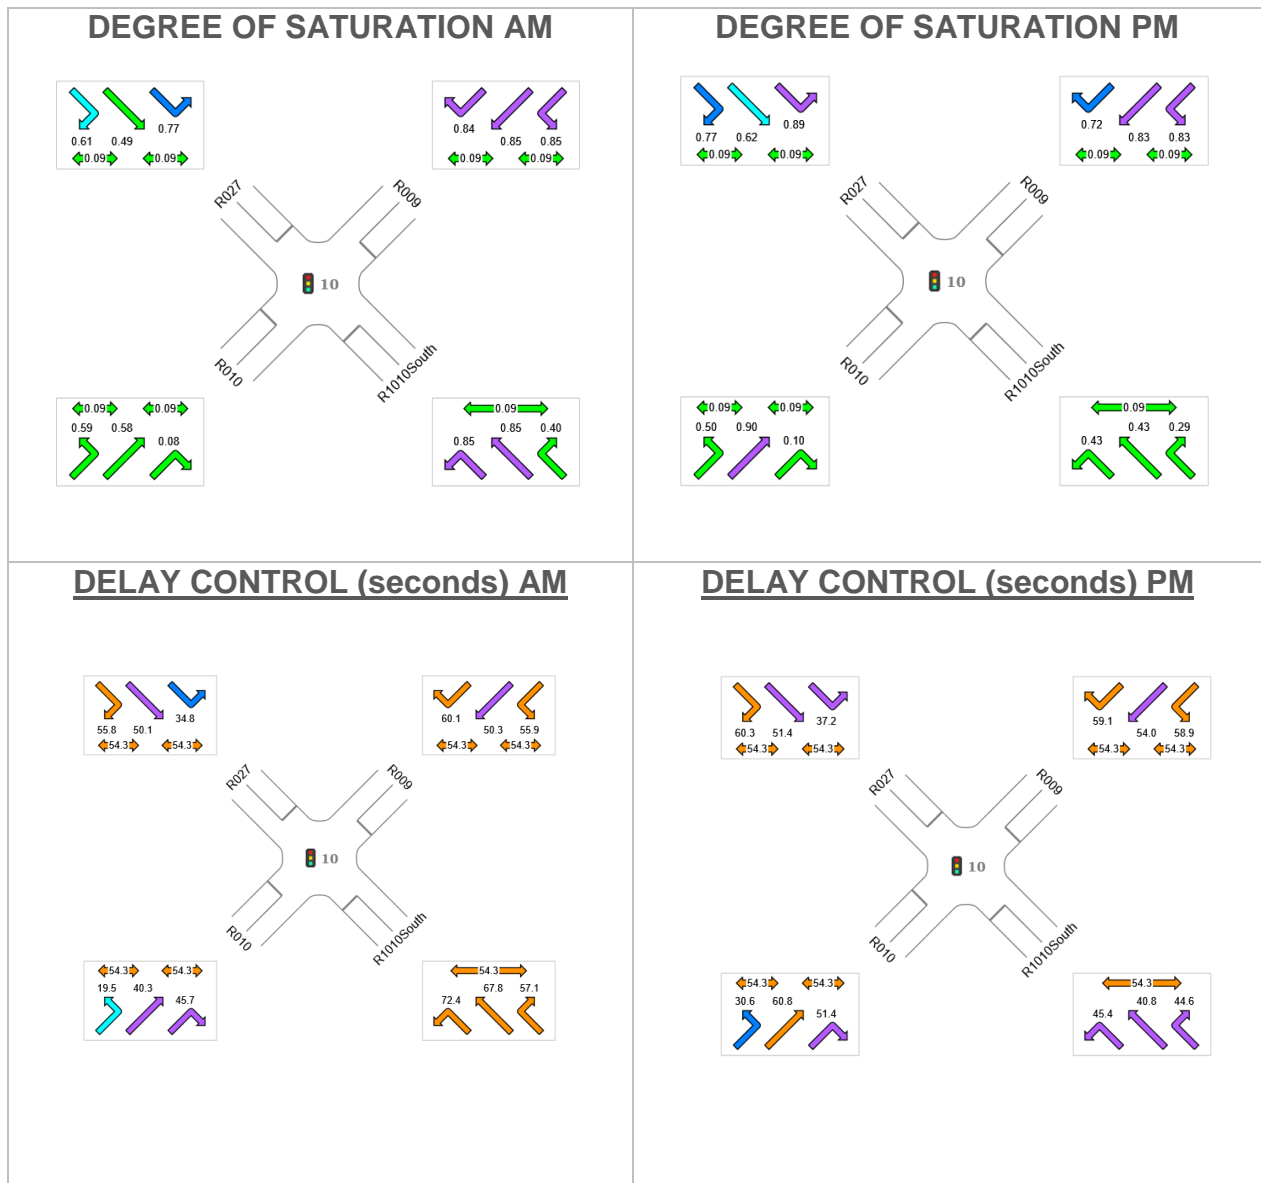 DEGREE OF SATURATION AM
0.61 0.49 0.77
0.09 0.09
0.84 0.85 0.85
0.09 0.09
R027
R009
10
R010
R1010South
0.09 0.09
0.59 0.58 0.08
0.09
0.85 0.85 0.40
DEGREE OF SATURATION PM
0.77 0.62 0.89
0.09 0.09
0.72 0.83 0.83
0.09 0.09
R027
R009
10
R010
R1010South
0.09 0.09
0.50 0.90 0.10
0.09
0.43 0.43 0.29
DELAY CONTROL (seconds) AM
55.8 50.1 34.8
54.3 54.3
60.1 50.3 55.9
54.3 54.3
R027
R009
10
R010
R1010South
54.3 54.3
19.5 40.3 45.7
54.3
72.4 67.8 57.1
DELAY CONTROL (seconds) PM
60.3 51.4 37.2
54.3 54.3
59.1 54.0 58.9
54.3 54.3
R027
R009
10
R010
R1010South
54.3 54.3
30.6 60.8 51.4
54.3
45.4 40.8 44.6